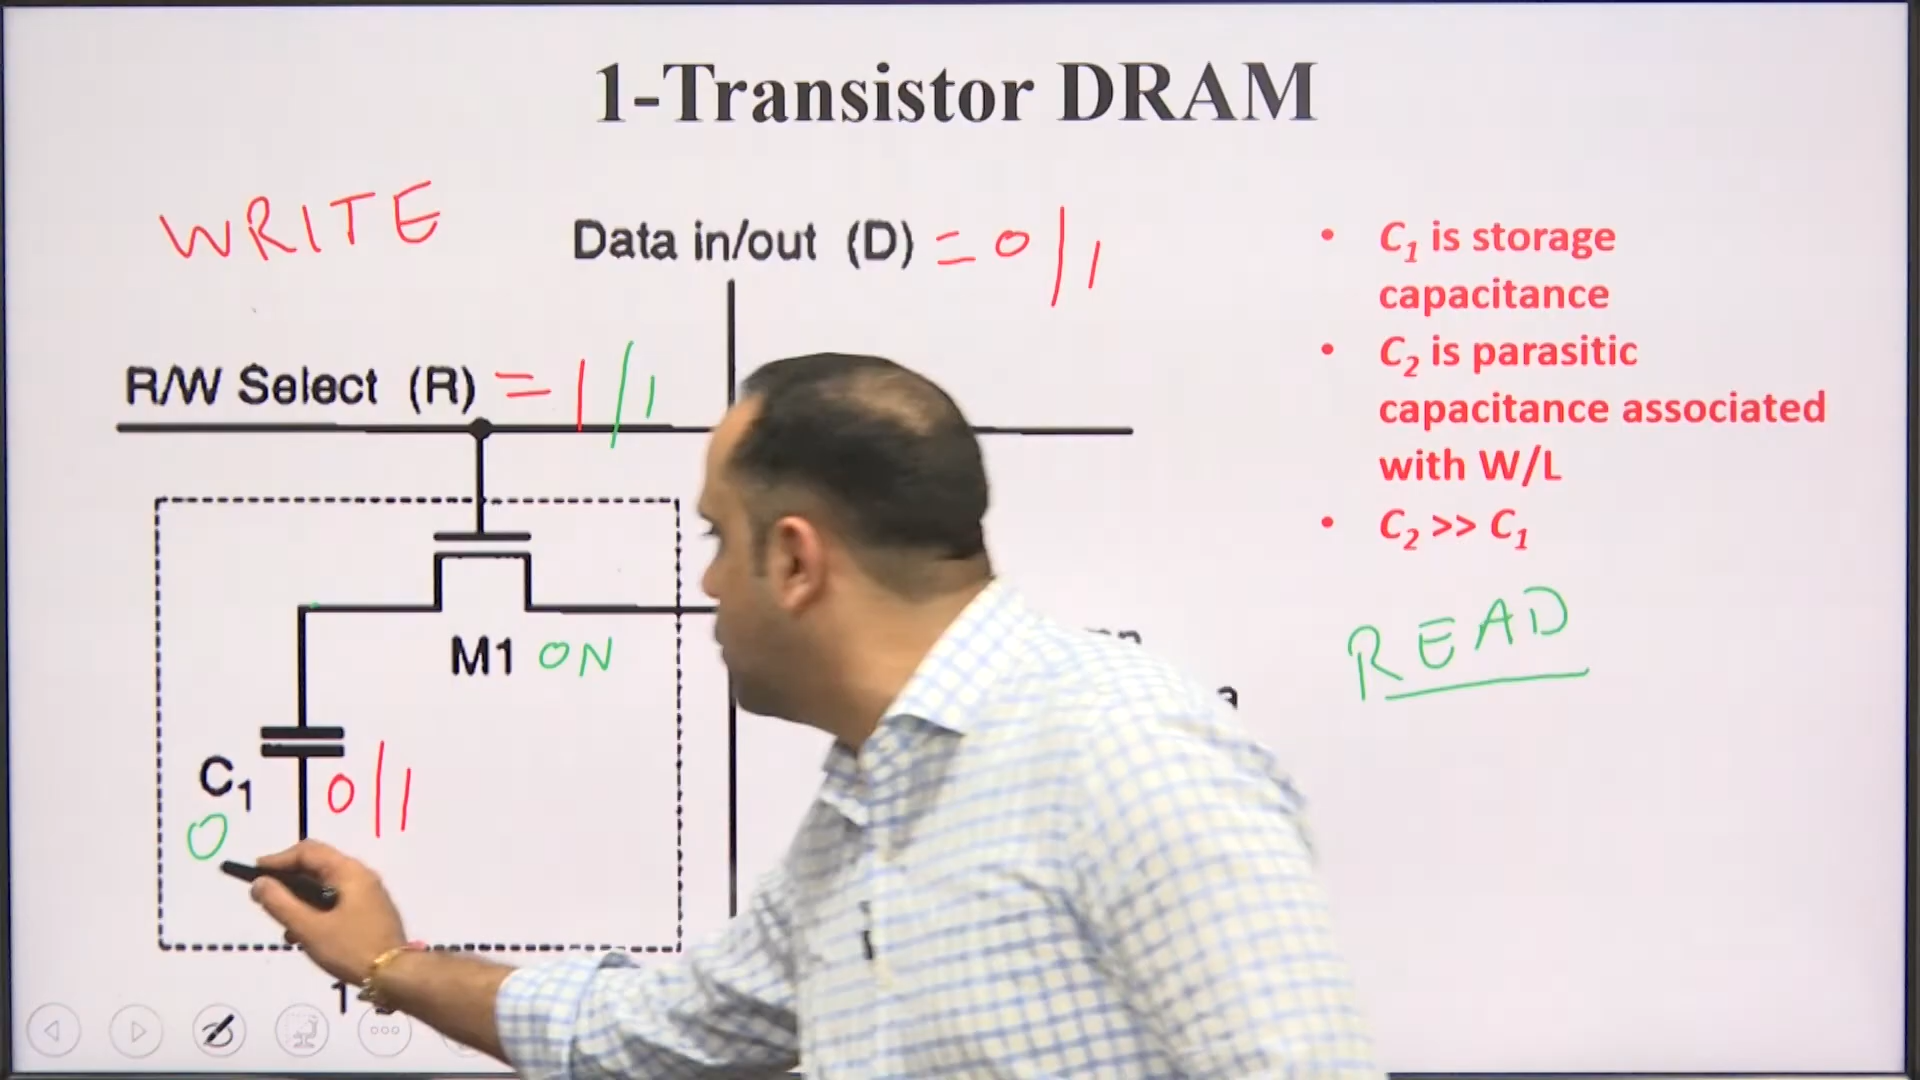 1-Transistor DRAM
WRITE
Data in/out (D) = 0/1
R/W Select (R) = 1/1
M1 ON
C1 0/1
0
• C1 is storage
capacitance
• C2 is parasitic
capacitance associated
with W/L
• C2 >> C1
READ